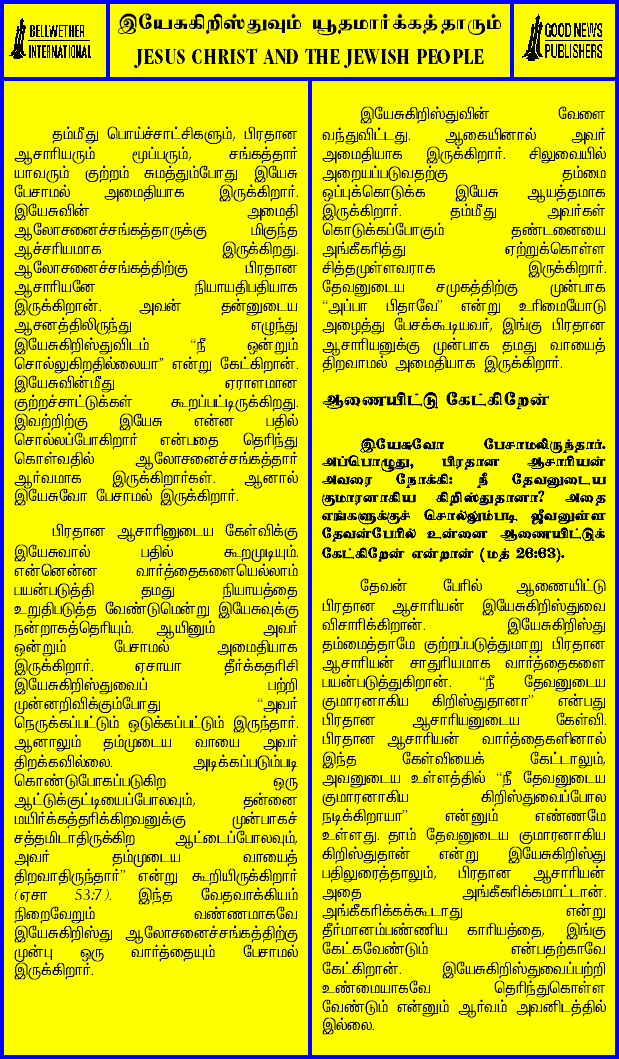 BELLWETHER
INTERNATIONAL
இயேசுகிறிஸ்துவும் யூதமார்க்கத்தாரும்
JESUS CHRIST AND THE JEWISH PEOPLE
GOOD NEWS
PUBLISHERS
தம்மீது பொய்ச்சாட்சிகளும், பிரதான
ஆசாரியரும் மூப்பரும், சங்கத்தார்
யாவரும் குற்றம் சுமத்தும்போது இயேசு
பேசாமல் அமைதியாக இருக்கிறார்.
இயேசுவின் அமைதி
ஆலோசனைச்சங்கத்தாருக்கு மிகுந்த
ஆச்சரியமாக இருக்கிறது.
ஆலோசனைச்சங்கத்திற்கு பிரதான
ஆசாரியனே நியாயதிபதியாக
இருக்கிறான். அவன் தன்னுடைய
ஆசனத்திலிருந்து எழுந்து
இயேசுகிறிஸ்துவிடம் “நீ ஒன்றும்
சொல்லுகிறதில்லையா” என்று கேட்கிறான்.
இயேசுவின்மீது ஏராளமான
குற்றச்சாட்டுக்கள் கூறப்பட்டிருக்கிறது.
இவற்றிற்கு இயேசு என்ன பதில்
சொல்லப்போகிறார் என்பதை தெரிந்து
கொள்வதில் ஆலோசனைச்சங்கத்தார்
ஆர்வமாக இருக்கிறார்கள். ஆனால்
இயேசுவோ பேசாமல் இருக்கிறார்.
பிரதான ஆசாரினுடைய கேள்விக்கு
இயேசுவால் பதில் கூறமுடியும்.
என்னென்ன வார்த்தைகளையெல்லாம்
பயன்படுத்தி தமது நியாயத்தை
உறுதிபடுத்த வேண்டுமென்று இயேசுவுக்கு
நன்றாகத்தெரியும். ஆயினும் அவர்
ஒன்றும் பேசாமல் அமைதியாக
இருக்கிறார். ஏசாயா தீர்க்கதரிசி
இயேசுகிறிஸ்துவைப் பற்றி
முன்னறிவிக்கும்போது “அவர்
நெருக்கப்பட்டும் ஒடுக்கப்பட்டும் இருந்தார்.
ஆனாலும் தம்முடைய வாயை அவர்
திறக்கவில்லை. அடிக்கப்படும்படி
கொண்டுபோகப்படுகிற ஒரு
ஆட்டுக்குட்டியைப்போலவும், தன்னை
மயிர்க்கத்தரிக்கிறவனுக்கு முன்பாகச்
சத்தமிடாதிருக்கிற ஆட்டைப்போலவும்,
அவர் தம்முடைய வாயைத்
திறவாதிருந்தார்” என்று கூறியிருக்கிறார்
(ஏசா 53:7). இந்த வேதவாக்கியம்
நிறைவேறும் வண்ணமாகவே
இயேசுகிறிஸ்து ஆலோசனைச்சங்கத்திற்கு
முன்பு ஒரு வார்த்தையும் பேசாமல்
இருக்கிறார்.
இயேசுகிறிஸ்துவின் வேளை
வந்துவிட்டது. ஆகையினால் அவர்
அமைதியாக இருக்கிறார். சிலுவையில்
அறையப்படுவதற்கு தம்மை
ஒப்புக்கொடுக்க இயேசு ஆயத்தமாக
இருக்கிறார். தம்மீது அவர்கள்
கொடுக்கப்போகும் தண்டனையை
அங்கீகரித்து ஏற்றுக்கொள்ள
சித்தமுள்ளவராக இருக்கிறார்.
தேவனுடைய சமுகத்திற்கு முன்பாக
“அப்பா பிதாவே” என்று உரிமையோடு
அழைத்து பேசக்கூடியவர், இங்கு பிரதான
ஆசாரியனுக்கு முன்பாக தமது வாயைத்
திறவாமல் அமைதியாக இருக்கிறார்.
ஆணையிட்டு கேட்கிறேன்
இயேசுவோ பேசாமலிருந்தார்.
அப்பொழுது, பிரதான ஆசாரியன்
அவரை நோக்கி: நீ தேவனுடைய
குமாரனாகிய கிறிஸ்துதானா? அதை
எங்களுக்குச் சொல்லும்படி, ஜீவனுள்ள
தேவன்பேரில் உன்னை ஆணையிட்டுக்
கேட்கிறேன் என்றான் (மத் 26:63).
தேவன் பேரில் ஆணையிட்டு
பிரதான ஆசாரியன் இயேசுகிறிஸ்துவை
விசாரிக்கிறான். இயேசுகிறிஸ்து
தம்மைத்தாமே குற்றப்படுத்துமாறு பிரதான
ஆசாரியன் சாதுரியமாக வார்த்தைகளை
பயன்படுத்துகிறான். “நீ தேவனுடைய
குமாரனாகிய கிறிஸ்துதானா” என்பது
பிரதான ஆசாரியனுடைய கேள்வி.
பிரதான ஆசாரியன் வார்த்தைகளினால்
இந்த கேள்வியைக் கேட்டாலும்,
அவனுடைய உள்ளத்தில் “நீ தேவனுடைய
குமாரனாகிய கிறிஸ்துவைப்போல
நடிக்கிறாயா” என்னும் எண்ணமே
உள்ளது. தாம் தேவனுடைய குமாரனாகிய
கிறிஸ்துதான் என்று இயேசுகிறிஸ்து
பதிலுரைத்தாலும், பிரதான ஆசாரியன்
அதை அங்கீகரிக்கமாட்டான்.
அங்கீகரிக்கக்கூடாது என்று
தீர்மானம்பண்ணிய காரியத்தை, இங்கு
கேட்கவேண்டும் என்பதற்காவே
கேட்கிறான். இயேசுகிறிஸ்துவைப்பற்றி
உண்மையாகவே தெரிந்துகொள்ள
வேண்டும் என்னும் ஆர்வம் அவனிடத்தில்
இல்லை.